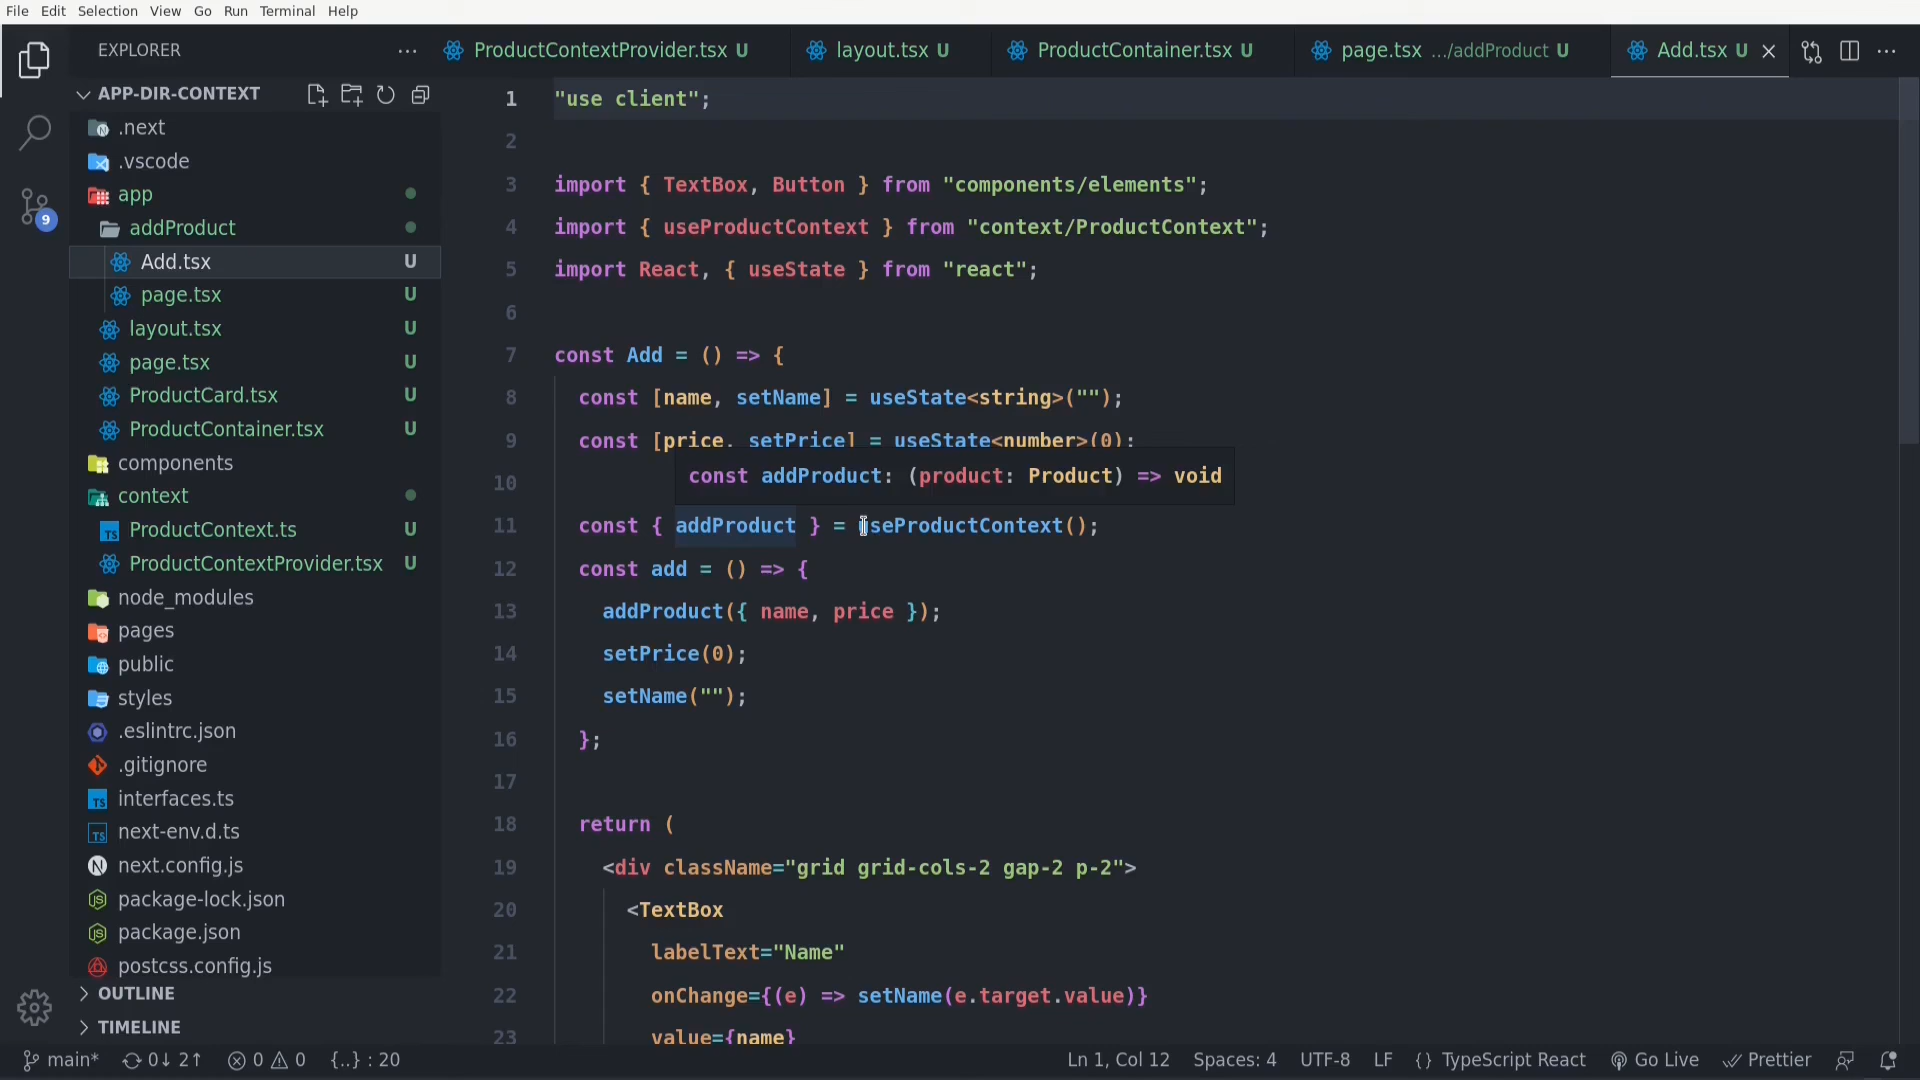 File Edit Selection View Go Run Terminal Help
EXPLORER ...
ProductContextProvider.tsx U layout.tsx U ProductContainer.tsx U page.tsx .../addProduct U Add.tsx U
APP-DIR-CONTEXT
.next
.vscode
app
addProduct
Add.tsx U
page.tsx U
layout.tsx U
page.tsx U
ProductCard.tsx U
ProductContainer.tsx U
components
context
ProductContext.ts U
ProductContextProvider.tsx U
node_modules
pages
public
styles
.eslintrc.json
.gitignore
interfaces.ts
next-env.d.ts
next.config.js
package-lock.json
package.json
postcss.config.js
OUTLINE
TIMELINE
9
1 "use client";
2
3 import { TextBox, Button } from "components/elements";
4 import { useProductContext } from "context/ProductContext";
5 import React, { useState } from "react";
6
7 const Add = () => {
8 const [name, setName] = useState<string>("");
9 const [price, setPrice] = useState<number>(0);
const addProduct: (product: Product) => void
10
11 const { addProduct } = useProductContext();
12 const add = () => {
13 addProduct({ name, price });
14 setPrice(0);
15 setName("");
16 };
17
18 return (
19 <div className="grid grid-cols-2 gap-2 p-2">
20 <TextBox
21 labelText="Name"
22 onChange={(e) => setName(e.target.value)}
23 value={name}
main* 0↓ 2↑ 0 0 {..} : 20 Ln 1, Col 12 Spaces: 4 UTF-8 LF {} TypeScript React Go Live Prettier